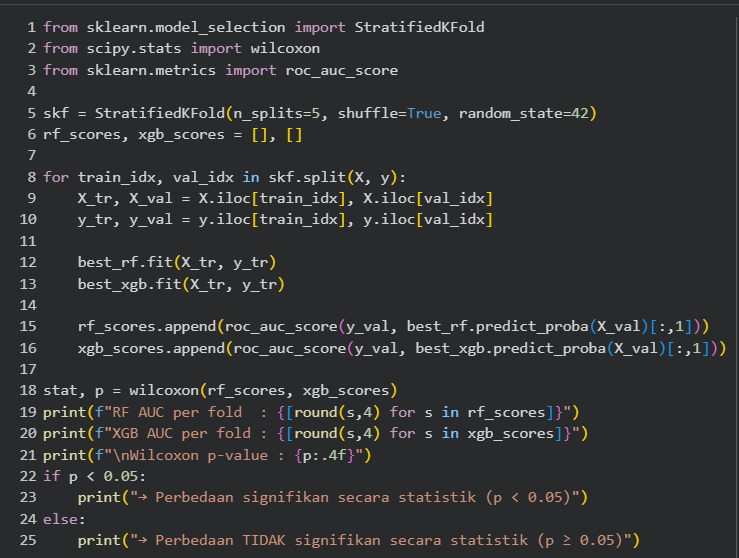 1 from sklearn.model_selection import StratifiedKFold
2 from scipy.stats import wilcoxon
3 from sklearn.metrics import roc_auc_score
4
5 skf = StratifiedKFold(n_splits=5, shuffle=True, random_state=42)
6 rf_scores, xgb_scores = [], []
7
8 for train_idx, val_idx in skf.split(X, y):
9     X_tr, X_val = X.iloc[train_idx], X.iloc[val_idx]
10     y_tr, y_val = y.iloc[train_idx], y.iloc[val_idx]
11
12     best_rf.fit(X_tr, y_tr)
13     best_xgb.fit(X_tr, y_tr)
14
15     rf_scores.append(roc_auc_score(y_val, best_rf.predict_proba(X_val)[:,1]))
16     xgb_scores.append(roc_auc_score(y_val, best_xgb.predict_proba(X_val)[:,1]))
17
18 stat, p = wilcoxon(rf_scores, xgb_scores)
19 print(f"RF AUC per fold  : {[round(s,4) for s in rf_scores]}")
20 print(f"XGB AUC per fold : {[round(s,4) for s in xgb_scores]}")
21 print(f"\nWilcoxon p-value : {p:.4f}")
22 if p < 0.05:
23     print("→ Perbedaan signifikan secara statistik (p < 0.05)")
24 else:
25     print("→ Perbedaan TIDAK signifikan secara statistik (p ≥ 0.05)")